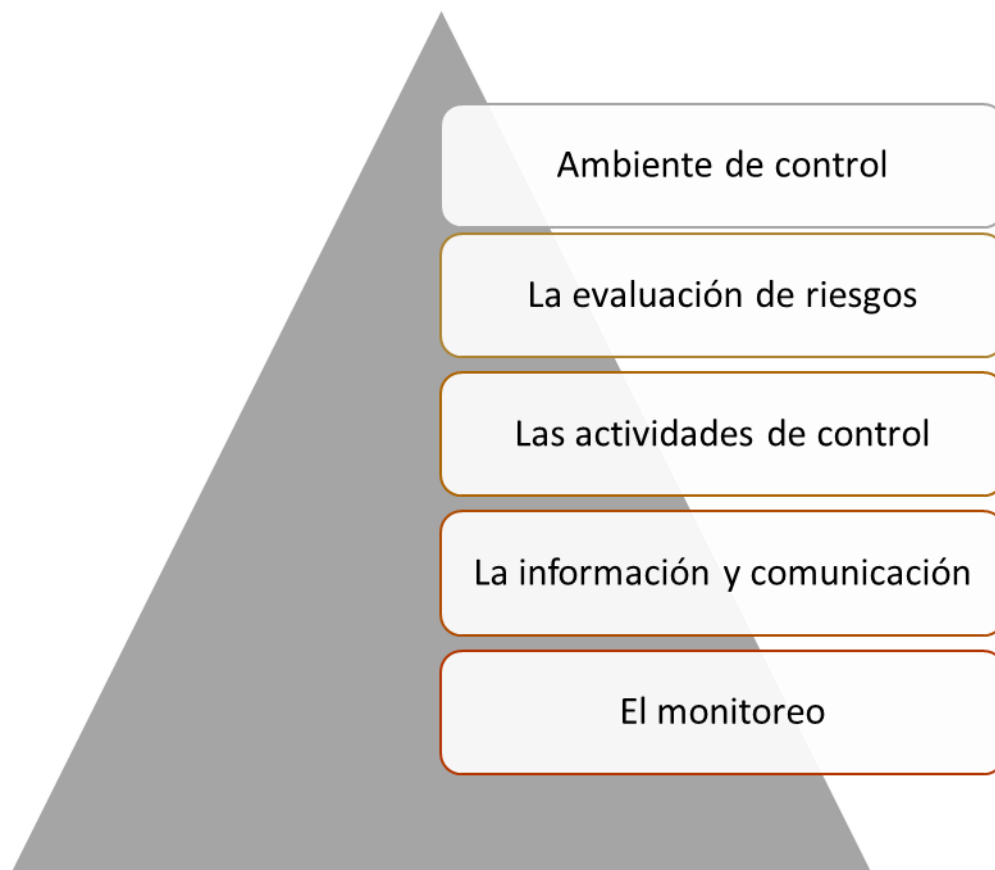 Ambiente de control
La evaluación de riesgos
Las actividades de control
La información y comunicación
El monitoreo